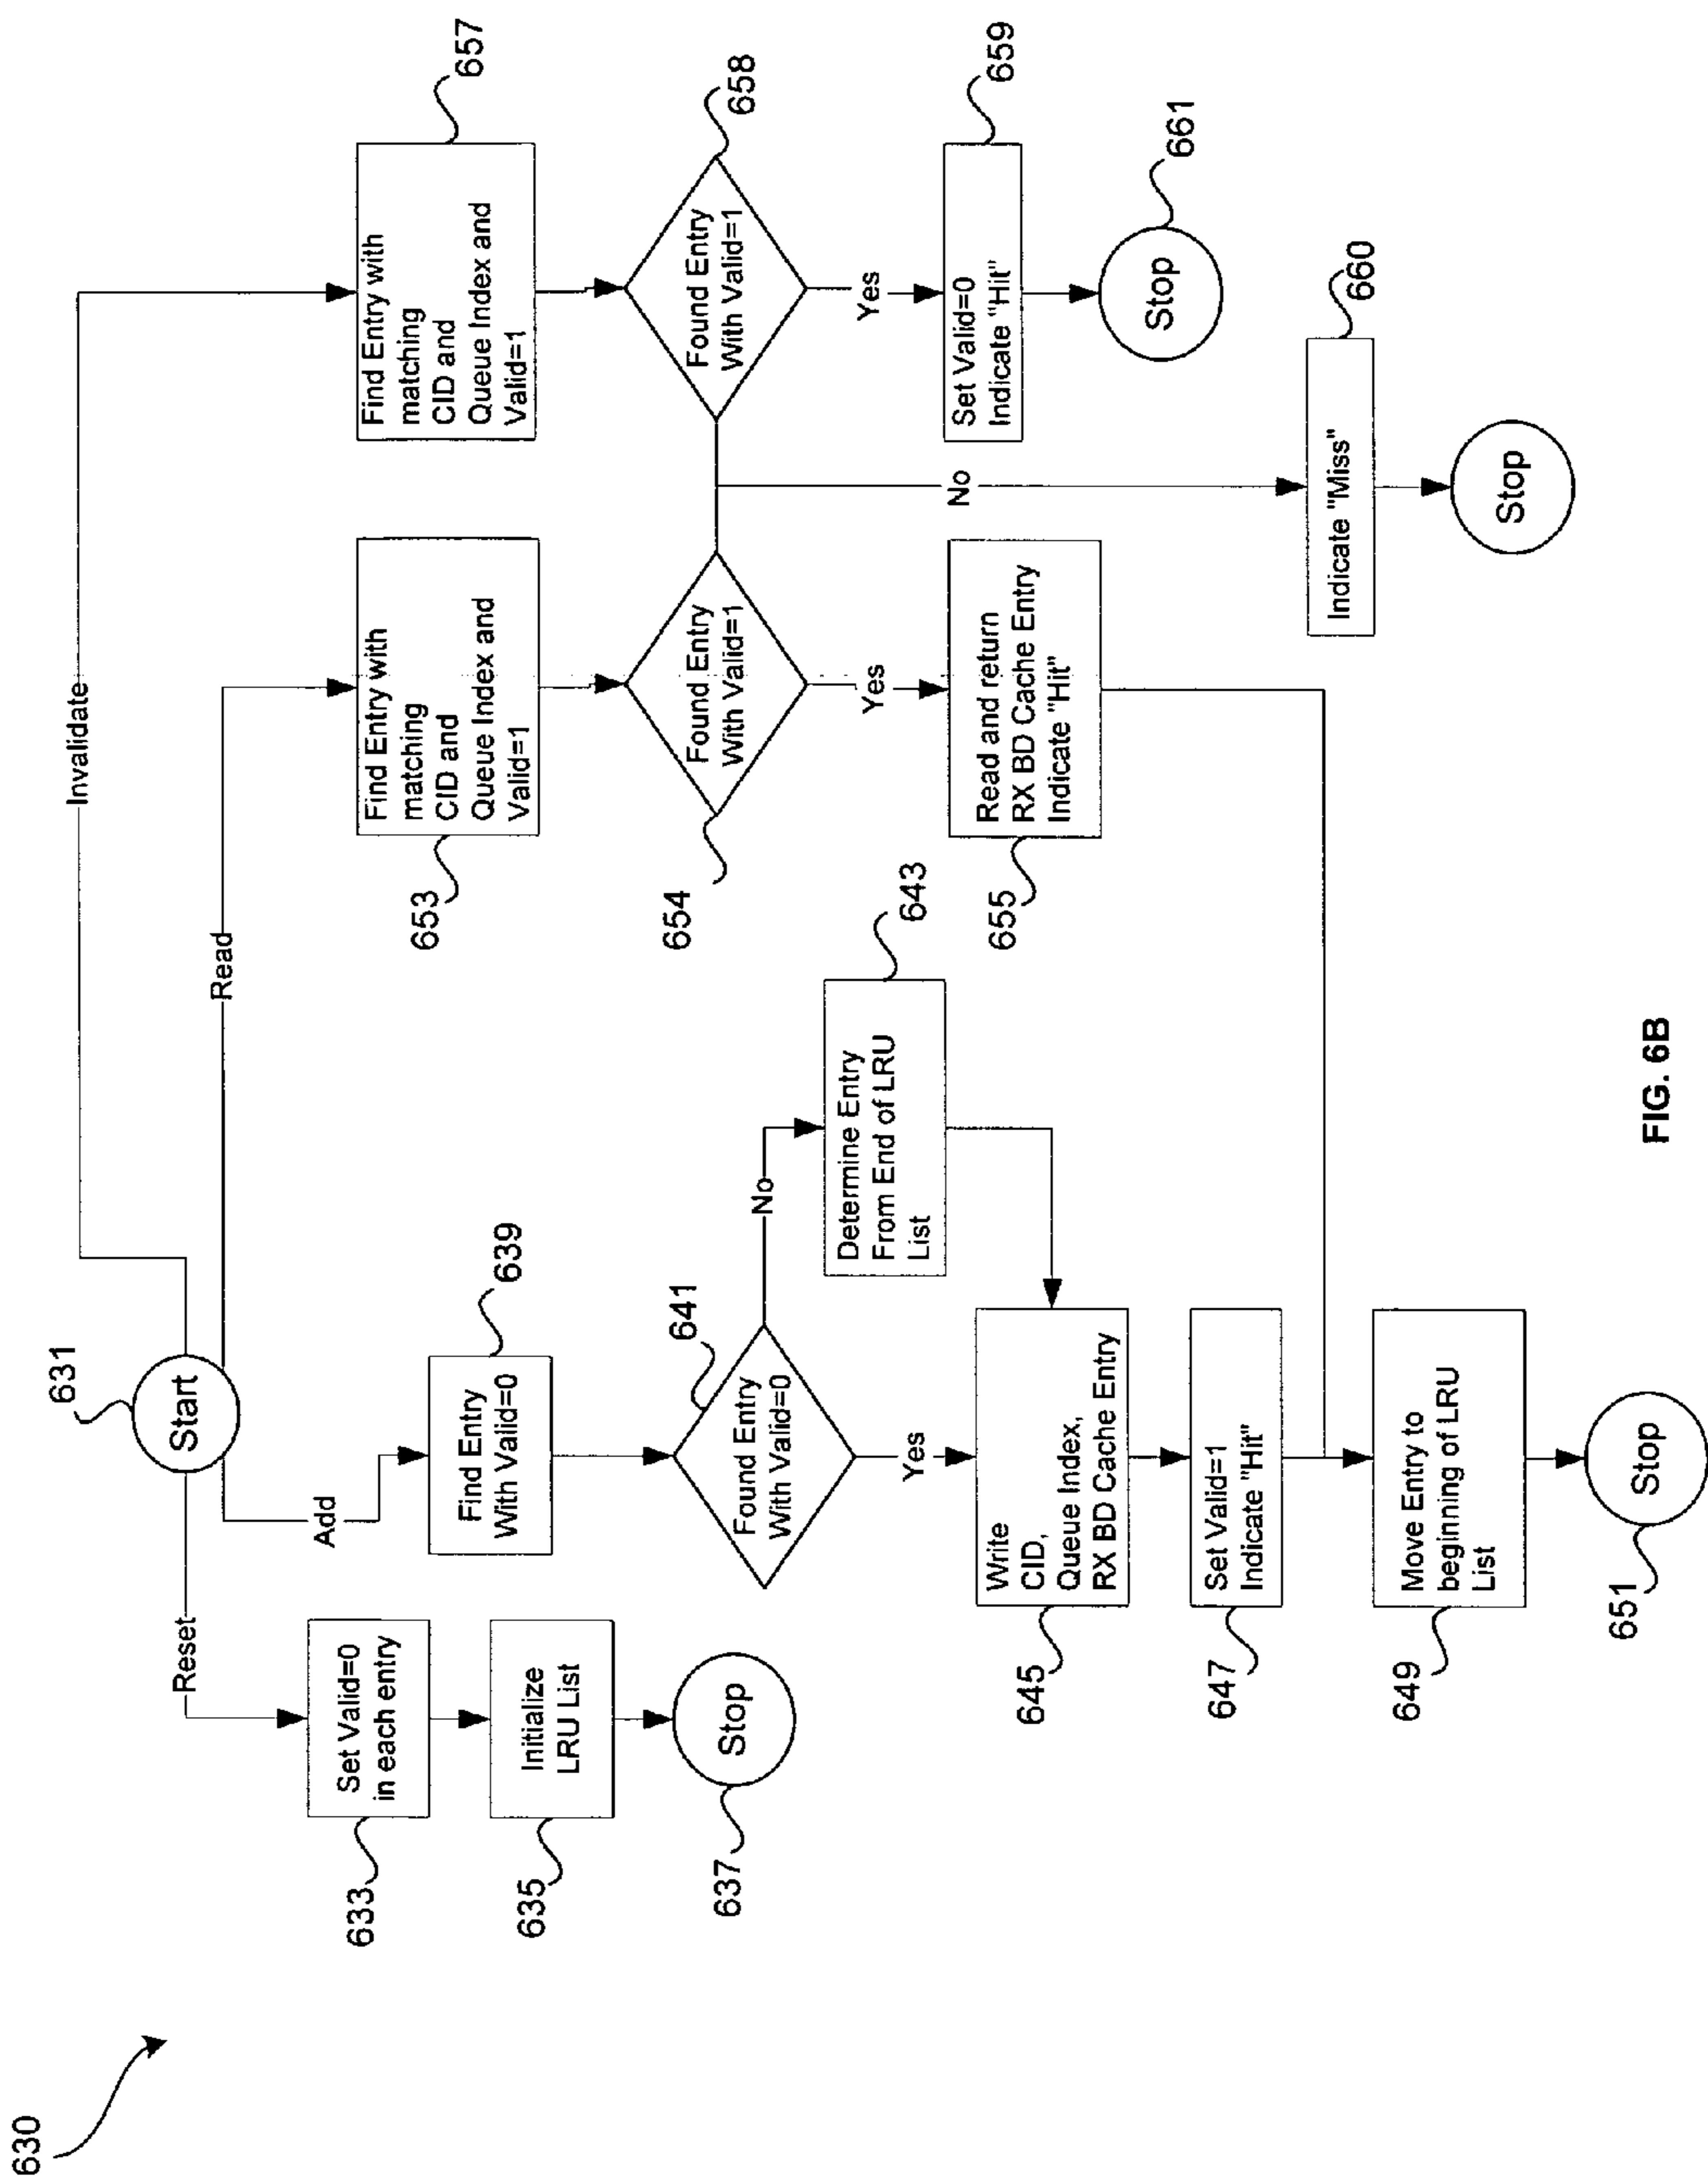 630
631
Start
Reset
Add
Read
Invalidate
Set Valid=0
in each entry
633
Initialize
LRU List
635
Stop
637
Find Entry
With Valid=0
639
Found Entry
With Valid=0
641
No
Yes
Determine Entry
From End of LRU
List
643
Write
CID,
Queue Index,
RX BD Cache Entry
645
Set Valid=1
Indicate "Hit"
647
Move Entry to
beginning of LRU
List
649
Stop
651
Find Entry with
matching
CID and
Queue Index and
Valid=1
653
Found Entry
With Valid=1
654
Yes
Read and return
RX BD Cache Entry
Indicate "Hit"
655
Find Entry with
matching
CID and
Queue Index and
Valid=1
657
Found Entry
With Valid=1
658
Yes
No
Set Valid=0
Indicate "Hit"
659
Stop
661
Indicate "Miss"
660
Stop
FIG. 6B